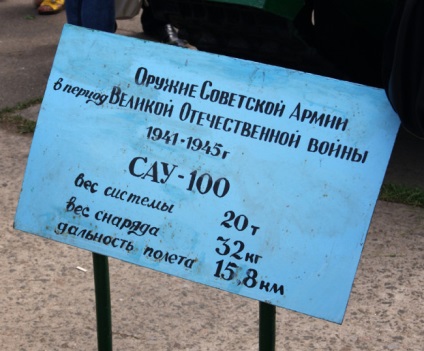 Оружие Советской Армии
в период Великой Отечественной войны
1941-1945г
САУ-100
вес системы 20т
вес снаряда 32кг
дальность полета 15,8нм